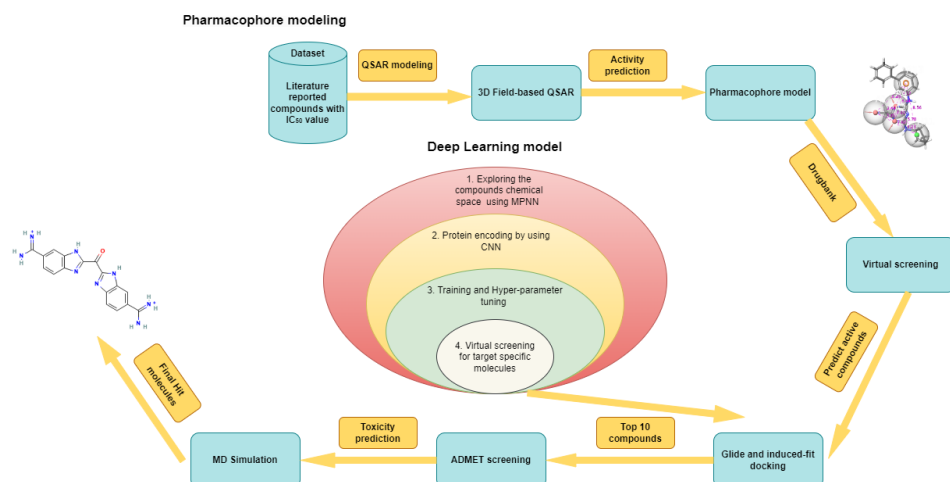 Pharmacophore modeling
Dataset
Literature
reported
compounds with
IC₅₀ value
QSAR modeling
3D Field-based QSAR
Activity
prediction
Pharmacophore model
Drugbank
Virtual screening
Predict active
compounds
Deep Learning model
1. Exploring the
compounds chemical
space using MPNN
2. Protein encoding by using
CNN
3. Training and Hyper-parameter
tuning
4. Virtual screening
for target specific
molecules
Glide and induced-fit
docking
Top 10
compounds
ADMET screening
Toxicity
prediction
MD Simulation
Final Hit
molecules